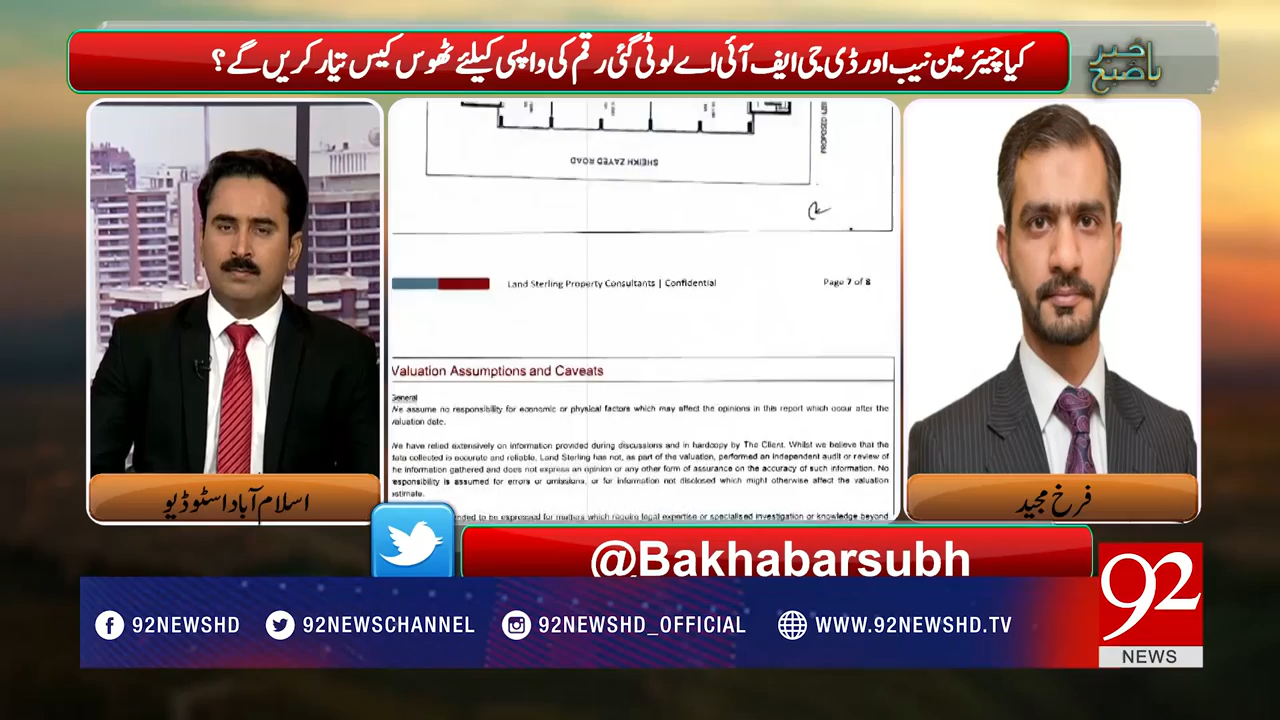 کیا چیئرمین نیب اور ڈی جی ایف آئی اے لوٹی گئی رقم کی واپسی کیلئے ٹھوس کیس تیار کریں گے؟
باخبر
صبح
SHEIKH ZAYED ROAD
Land Sterling Property Consultants | Confidential
Page 7 of 8
Valuation Assumptions and Caveats
General
We assume no responsibility for economic or physical factors which may affect the opinions in this report which occur after the
valuation date.
We have relied extensively on information provided during discussions and in hardcopy by The Client. Whilst we believe that the
data collected is accurate and reliable, Land Sterling has not, as part of the valuation, performed an independent audit or review of
the information gathered and does not express an opinion or any other form of assurance on the accuracy of such information. No
responsibility is assumed for errors or omissions, or for information not disclosed which might otherwise affect the valuation
estimate.
nded to be expressed for matters which require legal expertise or specialised investigation or knowledge beyond
اسلام آباد اسٹوڈیو
فرخ مجید
@Bakhabarsubh
92NEWSHD
92NEWSCHANNEL
92NEWSHD_OFFICIAL
WWW.92NEWSHD.TV
92
NEWS